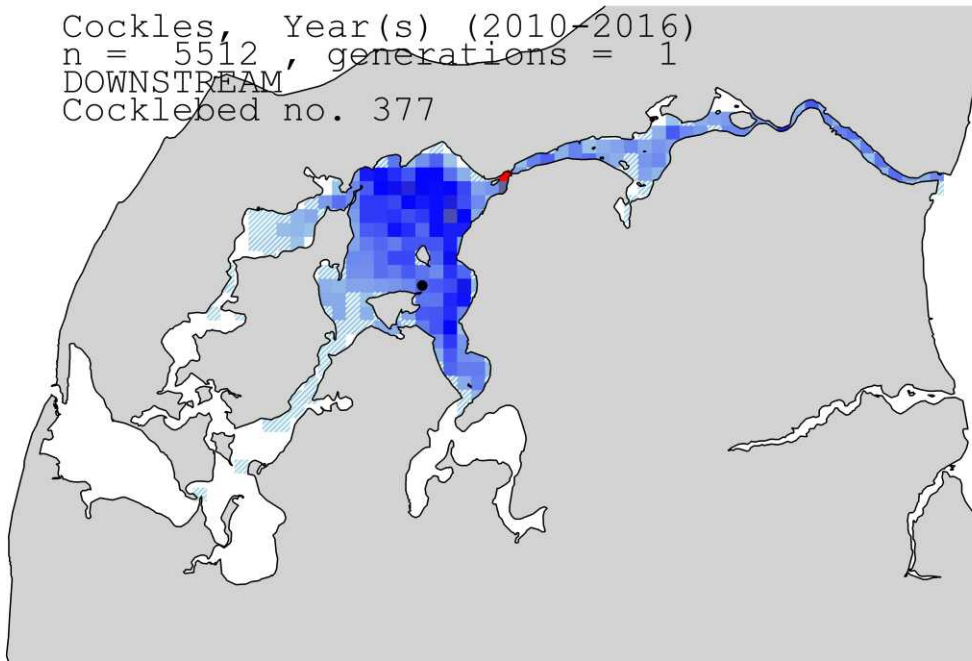 Cockles, Year(s) (2010-2016)
n = 5512 , generations = 1
DOWNSTREAM
Cocklebed no. 377